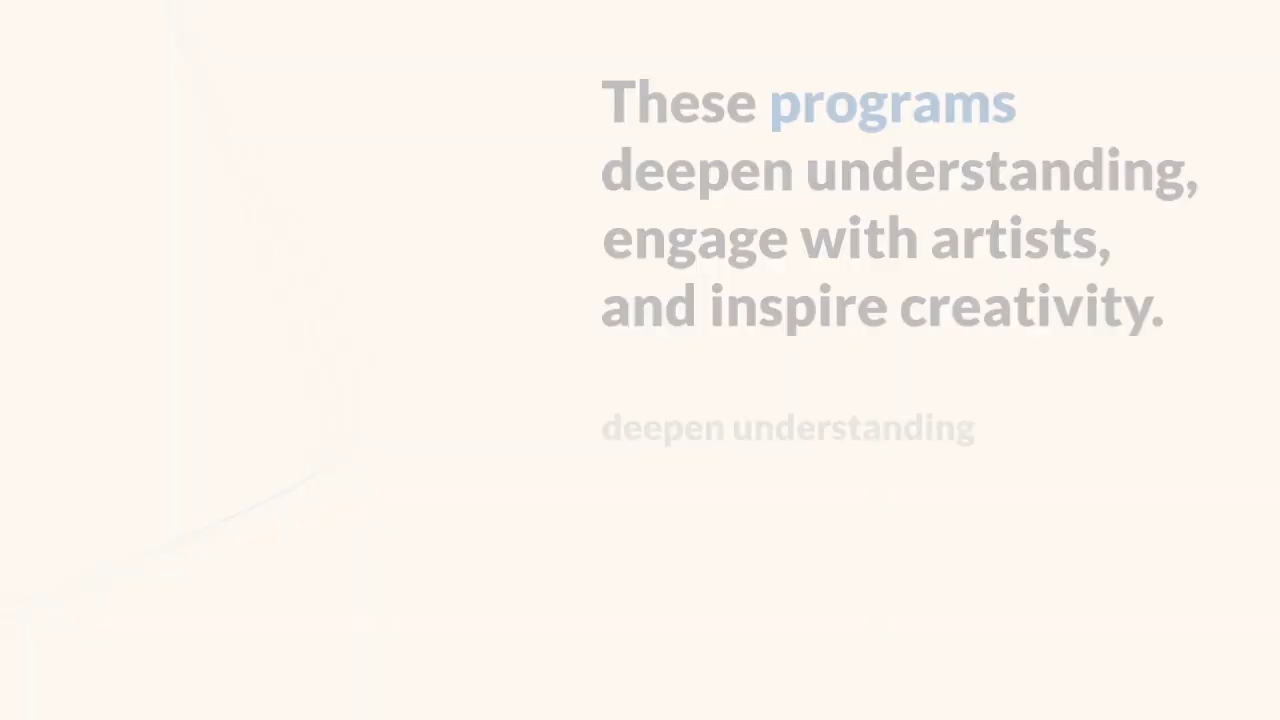 These programs
deepen understanding,
engage with artists,
and inspire creativity.
deepen understanding